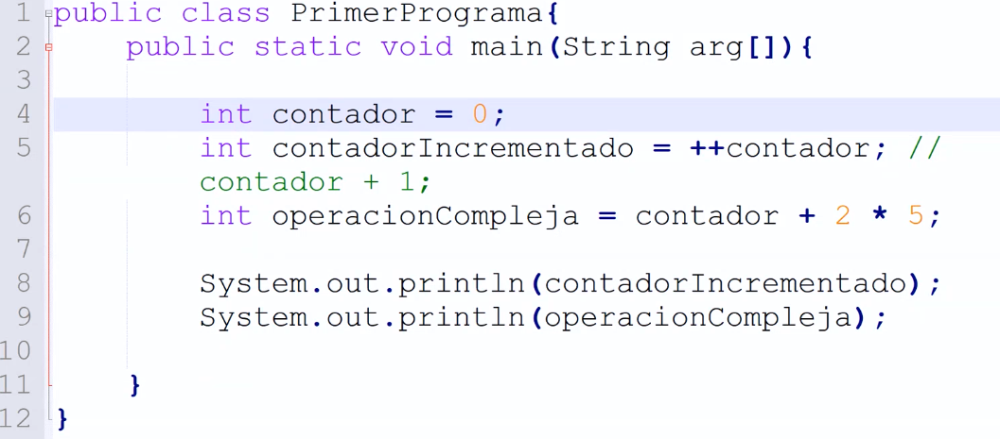 1 public class PrimerPrograma{
2 public static void main(String arg[]){
3
4 int contador = 0;
5 int contadorIncrementado = ++contador; //
contador + 1;
6 int operacionCompleja = contador + 2 * 5;
7
8 System.out.println(contadorIncrementado);
9 System.out.println(operacionCompleja);
10
11 }
12 }